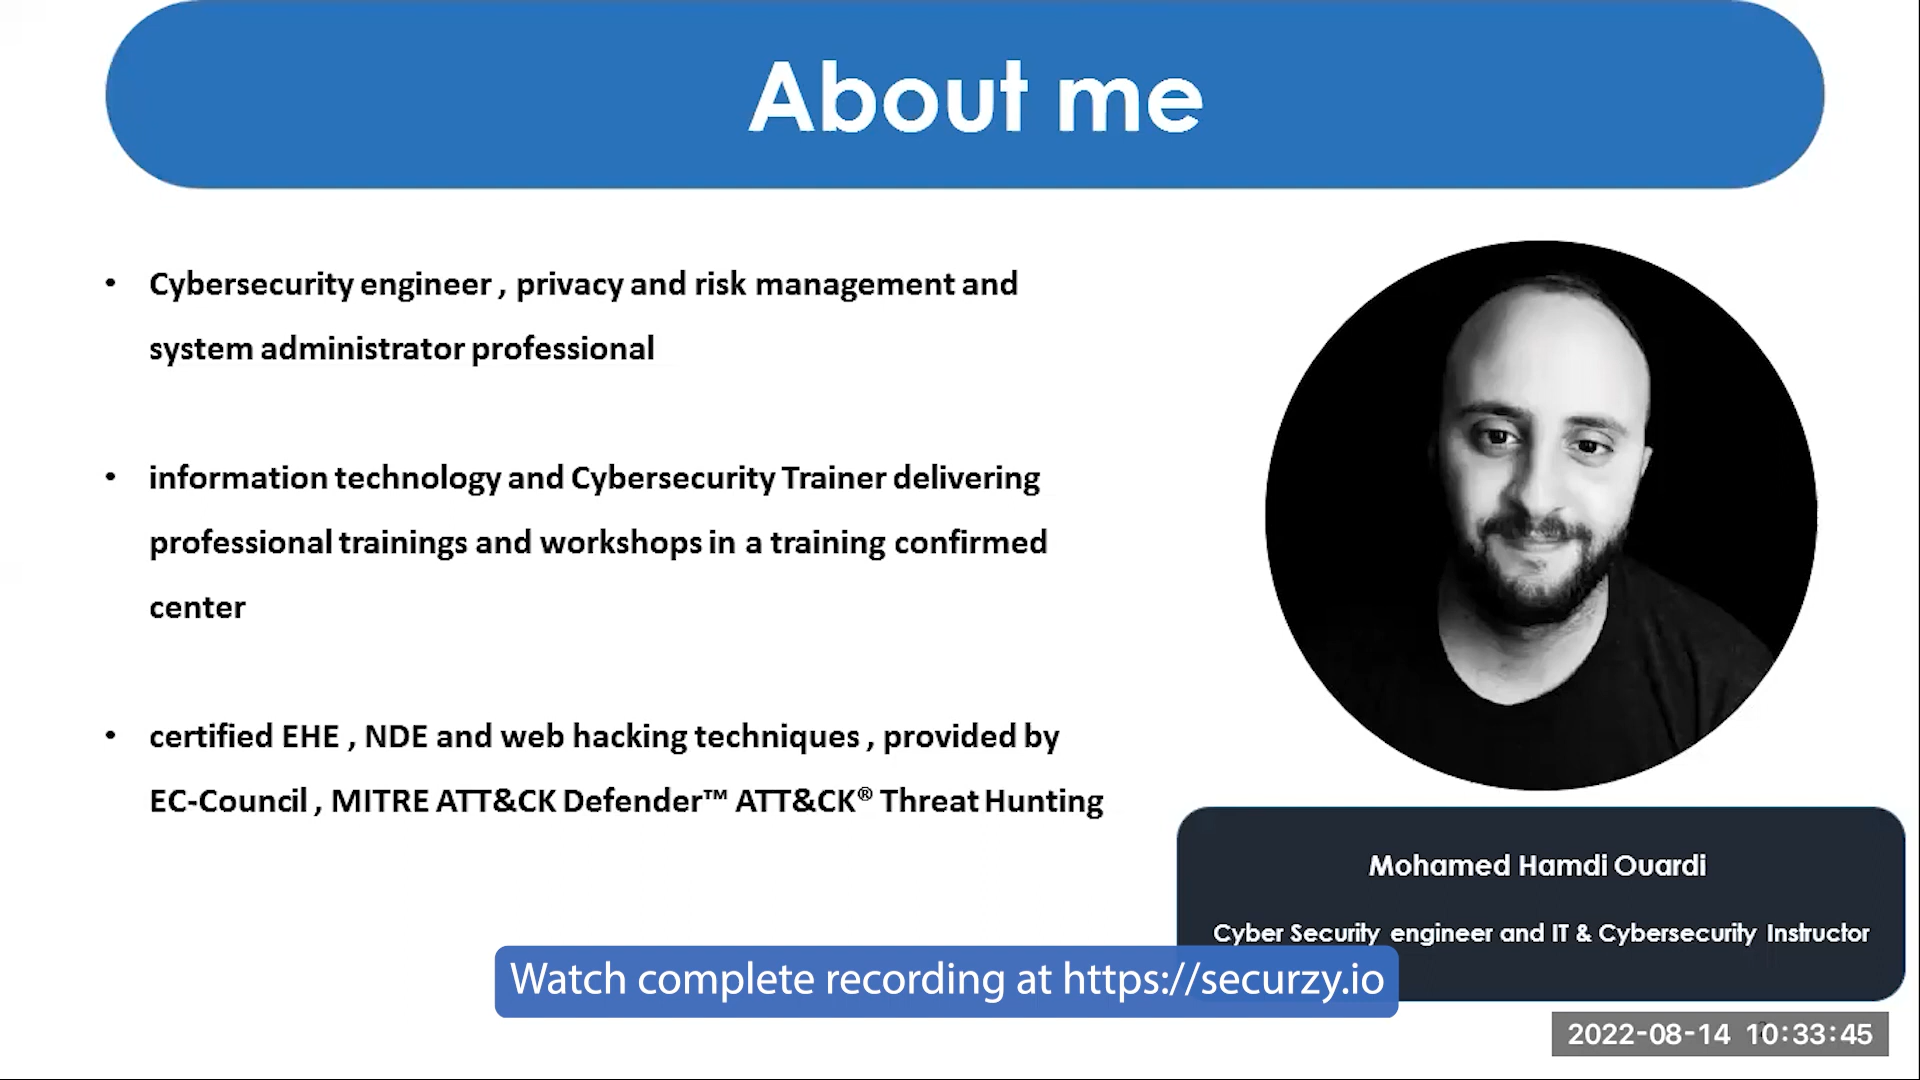 About me
• Cybersecurity engineer , privacy and risk management and
system administrator professional
• information technology and Cybersecurity Trainer delivering
professional trainings and workshops in a training confirmed
center
• certified EHE , NDE and web hacking techniques , provided by
EC-Council , MITRE ATT&CK Defender™ ATT&CK® Threat Hunting
Mohamed Hamdi Ouardi
Cyber Security engineer and IT & Cybersecurity Instructor
Watch complete recording at https://securzy.io
2022-08-14 10:33:45